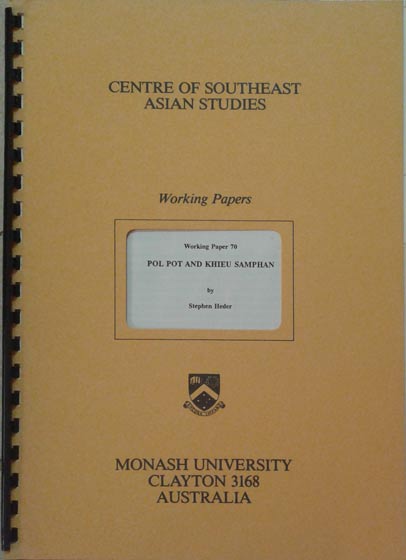 CENTRE OF SOUTHEAST
ASIAN STUDIES
Working Papers
Working Paper 70
POL POT AND KHIEU SAMPHAN
by
Stephen Heder
MONASH UNIVERSITY
CLAYTON 3168
AUSTRALIA